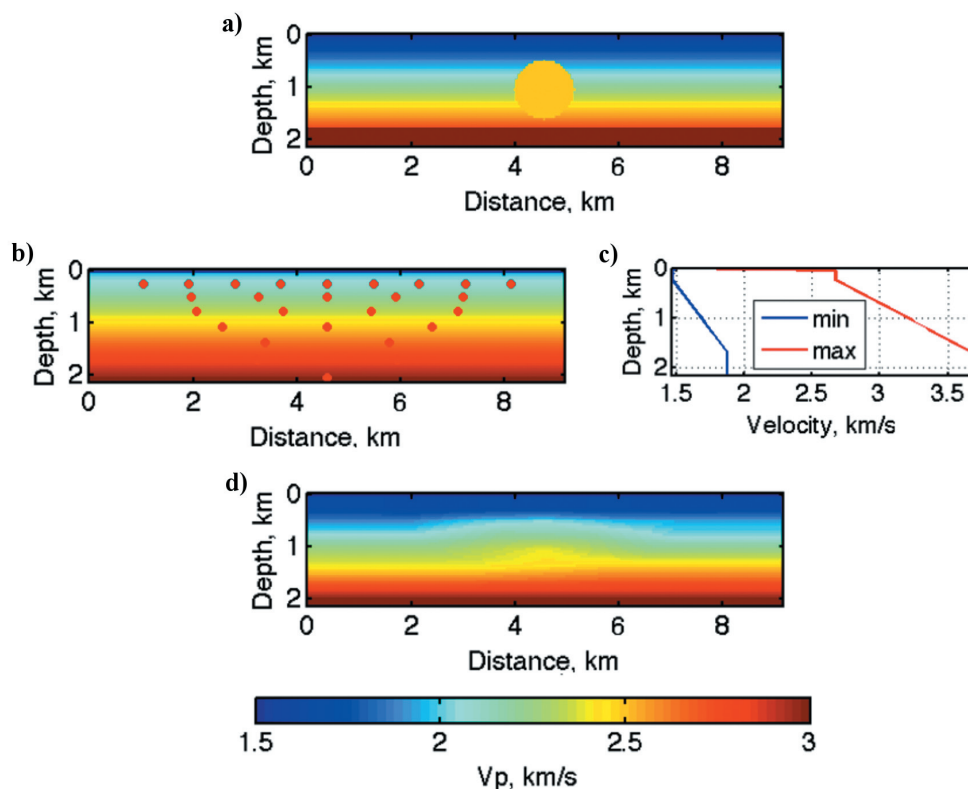 a)
0
1
2
Depth, km
0 2 4 6 8
Distance, km
b)
0
1
2
Depth, km
0 2 4 6 8
Distance, km
c)
0
1
2
Depth, km
min
max
1.5 2 2.5 3 3.5
Velocity, km/s
d)
0
1
2
Depth, km
0 2 4 6 8
Distance, km
1.5 2 2.5 3
Vp, km/s